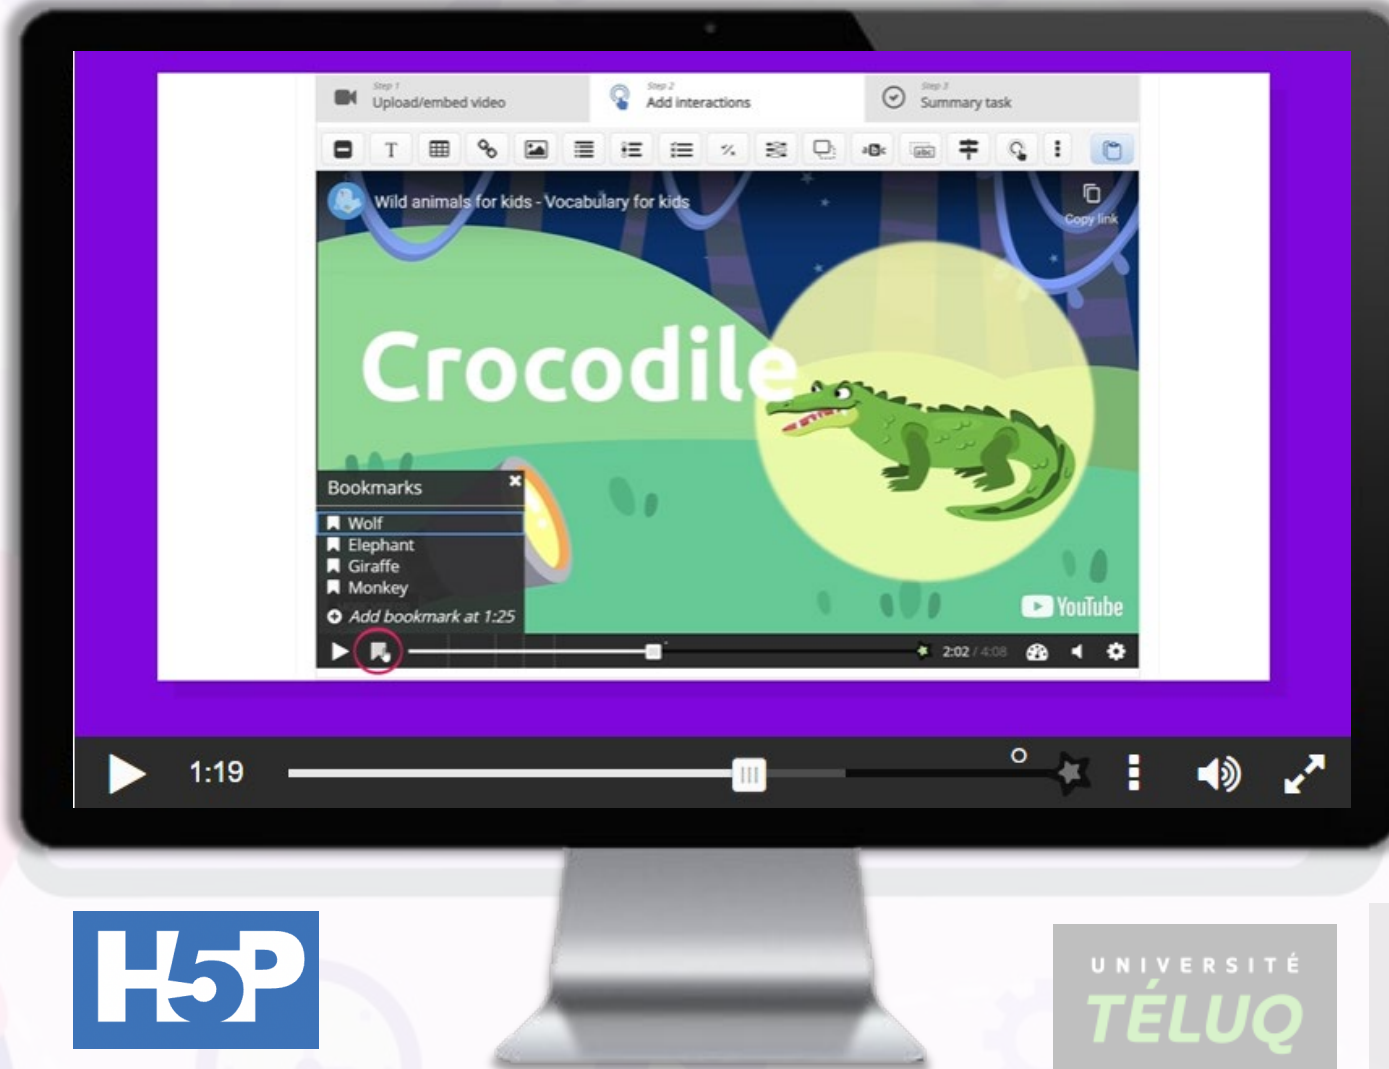 Step 1
Upload/embed video
Step 2
Add interactions
Step 3
Summary task
T
abc
Wild animals for kids - Vocabulary for kids
Copy link
Crocodile
Bookmarks
Wolf
Elephant
Giraffe
Monkey
Add bookmark at 1:25
YouTube
2:02 / 4:08
1:19
H5P
UNIVERSITÉ
TÉLUQ